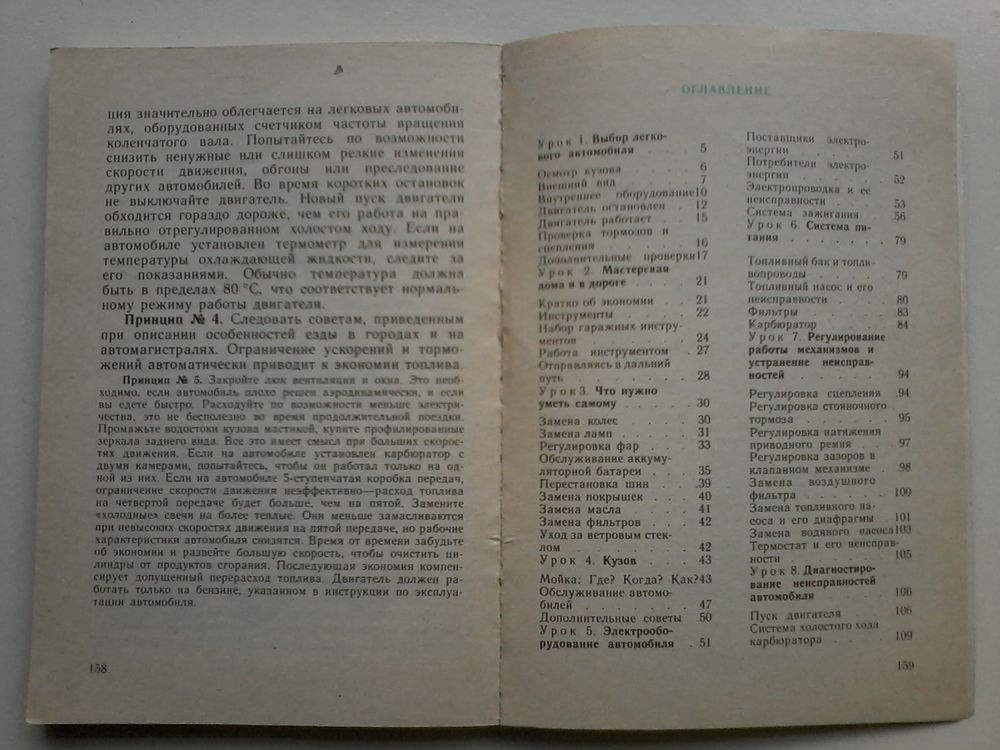 ция значительно облегчается на легковых автомоби-
лях, оборудованных счетчиком частоты вращения
коленчатого вала. Попытайтесь по возможности
снизить ненужные или слишком резкие изменения
скорости движения, обгоны или преследование
других автомобилей. Во время коротких остановок
не выключайте двигатель. Новый пуск двигателя
обходится гораздо дороже, чем его работа на пра-
вильно отрегулированном холостом ходу. Если на
автомобиле установлен термометр для измерения
температуры охлаждающей жидкости, следите за
его показаниями. Обычно температура должна
быть в пределах 80 °С, что соответствует нормаль-
ному режиму работы двигателя.
Принцип № 4. Следовать советам, приведенным
при описании особенностей езды в городах и на
автомагистралях. Ограничение ускорений и тормо-
жений автоматически приводит к экономии топлива.
Принцип № 5. Закройте люк вентиляции и окна. Это необ-
ходимо, если автомобиль плохо решен аэродинамически, и если
вы едете быстро. Расходуйте по возможности меньше электри-
чества, это не бесполезно во время продолжительной поездки.
Промажьте водостоки кузова мастикой, купите профилированные
зеркала заднего вида. Все это имеет смысл при больших скорос-
тях движения. Если на автомобиле установлен карбюратор с
двумя камерами, попытайтесь, чтобы он работал только на од-
ной из них. Если на автомобиле 5-ступенчатая коробка передач,
ограничение скорости движения неэффективно—расход топлива
на четвертой передаче будет больше, чем на пятой. Замените
«холодные» свечи на более теплые. Они меньше замасливаются
при невысоких скоростях движения на пятой передаче, но рабочие
характеристики автомобиля снизятся. Время от времени забудьте
об экономии и развейте большую скорость, чтобы очистить ци-
линдры от продуктов сгорания. Последующая экономия компен-
сирует допущенный перерасход топлива. Двигатель должен ра-
ботать только на бензине, указанном в инструкции по эксплуа-
тации автомобиля.
158
ОГЛАВЛЕНИЕ
Урок 1. Выбор легко-
вого автомобиля . . . 5
Осмотр кузова . . . 6
Внешний вид . . . 7
Внутреннее оборудование10
Двигатель остановлен . 12
Двигатель работает . . 15
Проверка тормозов и
сцепления . . . 16
Дополнительные проверки17
Урок 2. Мастерская
дома и в дороге . . . 21
Кратко об экономии . . 21
Инструменты . . . 22
Набор гаражных инстру-
ментов . . . 24
Работа инструментом . 27
Отправляясь в дальний
путь . . . 28
Урок 3. Что нужно
уметь самому . . . 30
Замена колес . . . 30
Замена ламп . . . 31
Регулировка фар . . . 33
Обслуживание аккуму-
ляторной батареи . . . 35
Перестановка шин . . .39
Замена покрышек . . . 40
Замена масла . . . 41
Замена фильтров . . . 42
Уход за ветровым стек-
лом . . . 42
Урок 4. Кузов . . . 43
Мойка: Где? Когда? Как?43
Обслуживание автомо-
билей . . . 47
Дополнительные советы .50
Урок 5. Электрообо-
рудование автомобиля . 51
Поставщики электро-
энергии . . . 51
Потребители электро-
энергии . . . 52
Электропроводка и ее
неисправности . . . 53
Система зажигания . . 56
Урок 6. Система пи-
тания . . . 79
Топливный бак и топли-
вопроводы . . . 79
Топливный насос и его
неисправности . . . 80
Фильтры . . . 83
Карбюратор . . . 84
Урок 7. Регулирование
работы механизмов и
устранение неисправ-
ностей . . . 94
Регулировка сцепления .94
Регулировка стояночного
тормоза . . . 95
Регулировка натяжения
приводного ремня . . . 97
Регулировка зазоров в
клапанном механизме . .98
Замена воздушного
фильтра . . . 100
Замена топливного на-
соса и его диафрагмы . 101
Замена водяного насоса103
Термостат и его неисправ-
ности . . . 105
Урок 8. Диагностиро-
вание неисправностей
автомобиля . . . 106
Пуск двигателя . . . 106
Система холостого хода
карбюратора . . . 109
159